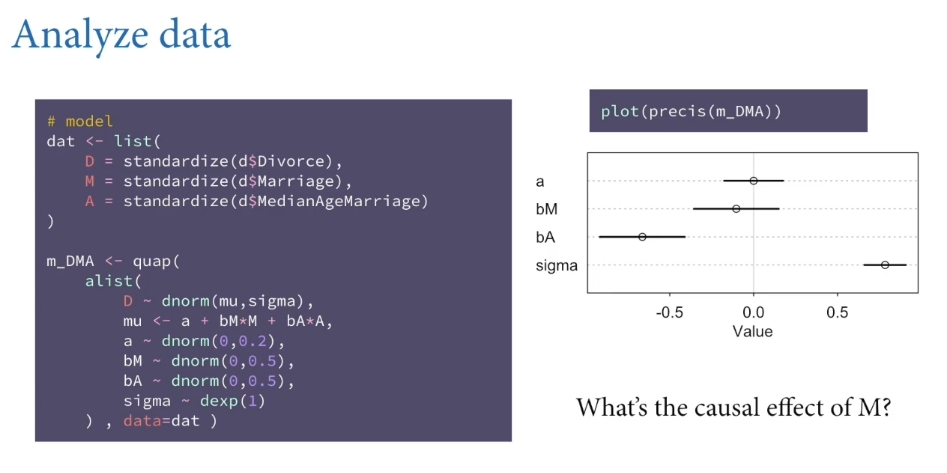 Analyze data
# model
dat <- list(
    D = standardize(d$Divorce),
    M = standardize(d$Marriage),
    A = standardize(d$MedianAgeMarriage)
)
m_DMA <- quap(
    alist(
        D ~ dnorm(mu,sigma),
        mu <- a + bM*M + bA*A,
        a ~ dnorm(0,0.2),
        bM ~ dnorm(0,0.5),
        bA ~ dnorm(0,0.5),
        sigma ~ dexp(1)
    ) , data=dat )
plot(precis(m_DMA))
a
bM
bA
sigma
-0.5 0.0 0.5
Value
What's the causal effect of M?